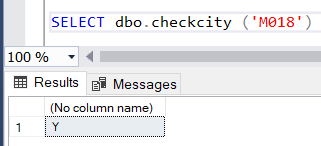 SELECT dbo.checkcity ('M018')
100 %
Results Messages
(No column name)
1 Y